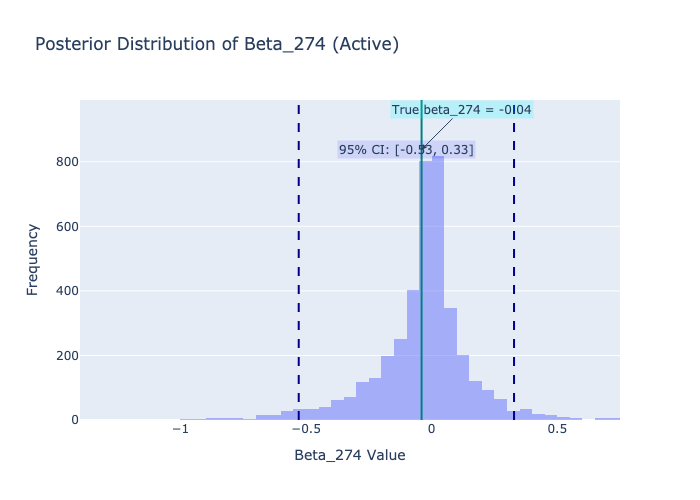 Posterior Distribution of Beta_274 (Active)
True beta_274 = -0.04
95% CI: [-0.53, 0.33]
800
600
400
200
0
Frequency
−1
−0.5
0
0.5
Beta_274 Value